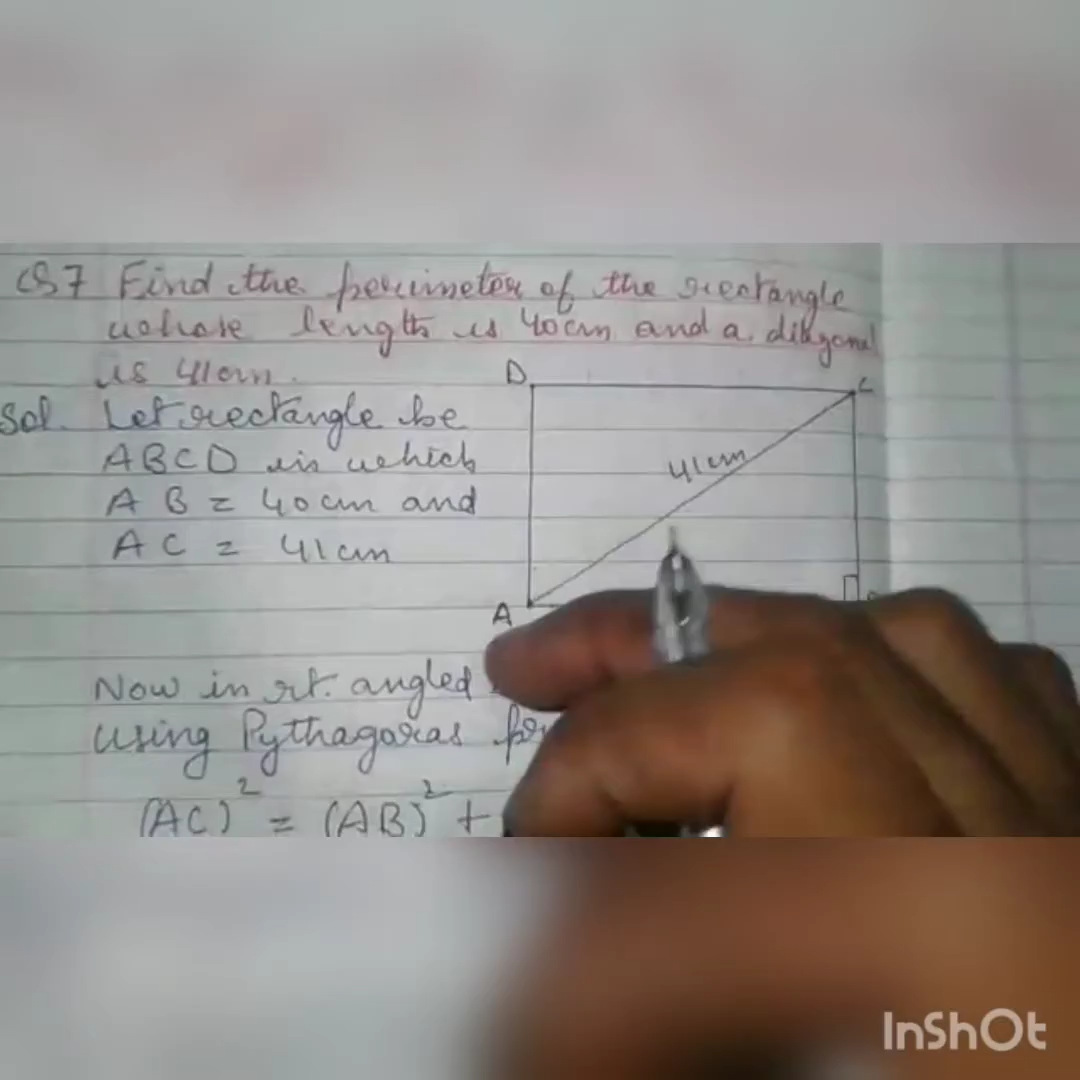 Q7 Find the perimeter of the rectangle
whose length is 40cm and a diagonal
is 41cm.
D
C
Sol. Let rectangle be
ABCD in which
41cm
AB = 40cm and
AC = 41cm
A
Now in rt. angled
using Pythagoras
(AC)² = (AB)² +
InShOt